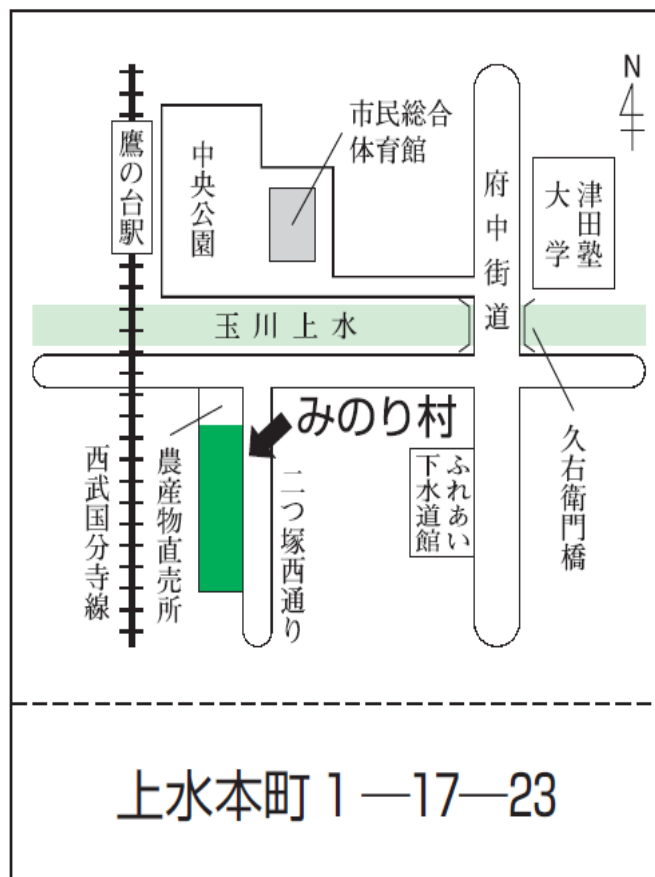 N
市民総合
体育館
中央公園
鷹の台駅
府中街道
津田塾
大学
玉川上水
みのり村
久右衛門橋
西武国分寺線
農産物直売所
二つ塚西通り
ふれあい
下水道館
上水本町1—17—23